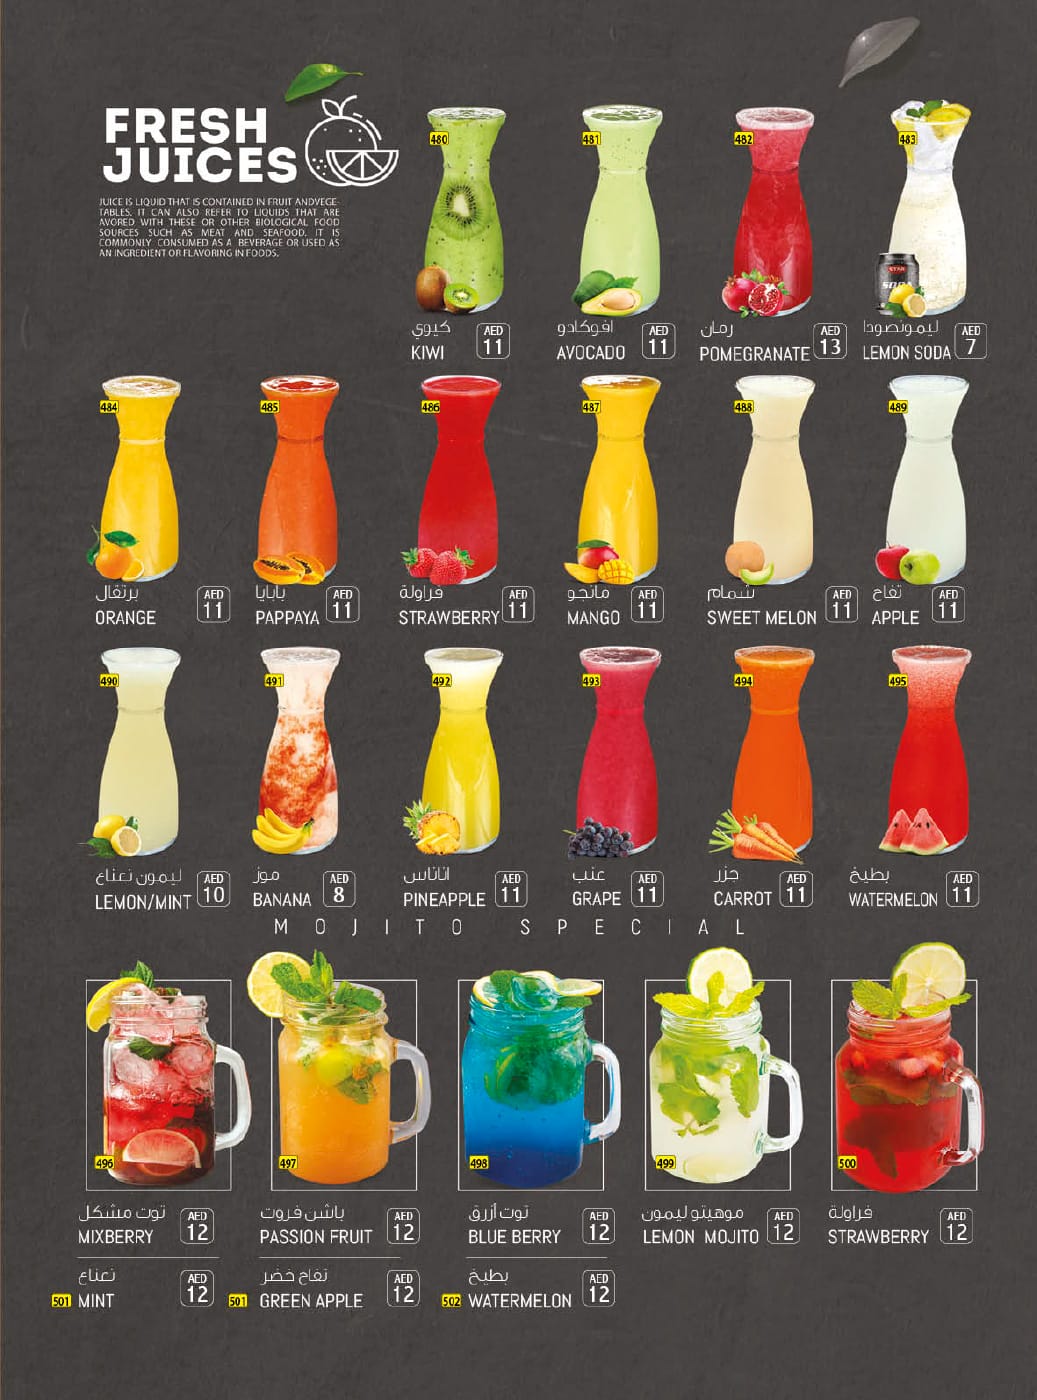 FRESH
JUICES
JUICE IS LIQUID THAT IS CONTAINED IN FRUIT ANDVEGE-
TABLES. IT CAN ALSO REFER TO LIQUIDS THAT ARE
AVORED WITH THESE OR OTHER BIOLOGICAL FOOD
SOURCES SUCH AS MEAT AND SEAFOOD. IT IS
COMMONLY CONSUMED AS A BEVERAGE OR USED AS
AN INGREDIENT OR FLAVORING IN FOODS.
480
كيوي
KIWI
AED
11
481
افوكادو
AVOCADO
AED
11
482
رمان
POMEGRANATE
AED
13
483
STAR
SODA
ليمونصودا
LEMON SODA
AED
7
484
برتقال
ORANGE
AED
11
485
بابايا
PAPPAYA
AED
11
486
فراولة
STRAWBERRY
AED
11
487
مانجو
MANGO
AED
11
488
شمام
SWEET MELON
AED
11
489
تفاح
APPLE
AED
11
490
ليمون نعناع
LEMON/MINT
AED
10
491
موز
BANANA
AED
8
492
اناناس
PINEAPPLE
AED
11
493
عنب
GRAPE
AED
11
494
جزر
CARROT
AED
11
495
بطيخ
WATERMELON
AED
11
MOJITO SPECIAL
496
توت مشكل
MIXBERRY
AED
12
497
باشن فروت
PASSION FRUIT
AED
12
498
توت أزرق
BLUE BERRY
AED
12
499
موهيتو ليمون
LEMON MOJITO
AED
12
500
فراولة
STRAWBERRY
AED
12
نعناع
501 MINT
AED
12
تفاح خضر
501 GREEN APPLE
AED
12
بطيخ
502 WATERMELON
AED
12